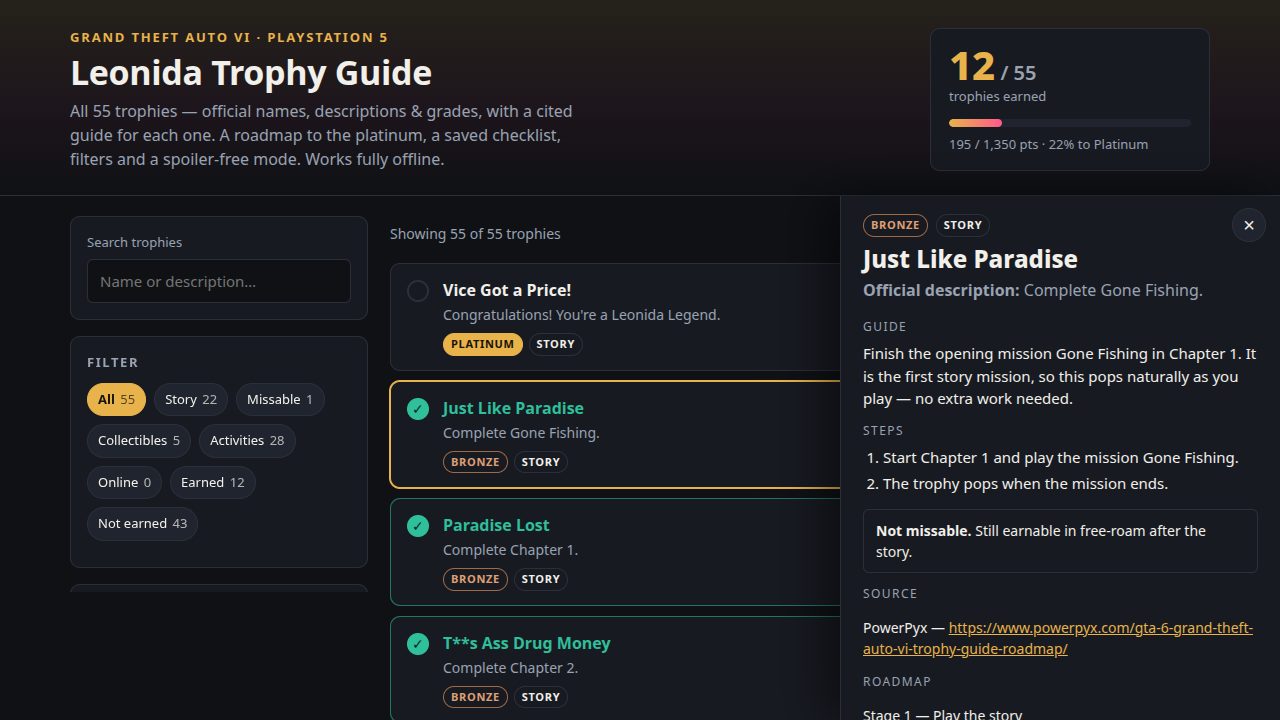 GRAND THEFT AUTO VI · PLAYSTATION 5
Leonida Trophy Guide
All 55 trophies — official names, descriptions & grades, with a cited
guide for each one. A roadmap to the platinum, a saved checklist,
filters and a spoiler-free mode. Works fully offline.
12 / 55
trophies earned
195 / 1,350 pts · 22% to Platinum
Search trophies
Name or description...
FILTER
All 55
Story 22
Missable 1
Collectibles 5
Activities 28
Online 0
Earned 12
Not earned 43
Showing 55 of 55 trophies
Vice Got a Price!
Congratulations! You're a Leonida Legend.
PLATINUM
STORY
✓
Just Like Paradise
Complete Gone Fishing.
BRONZE
STORY
✓
Paradise Lost
Complete Chapter 1.
BRONZE
STORY
✓
T**s Ass Drug Money
Complete Chapter 2.
BRONZE
STORY
BRONZE
STORY
✕
Just Like Paradise
Official description: Complete Gone Fishing.
GUIDE
Finish the opening mission Gone Fishing in Chapter 1. It
is the first story mission, so this pops naturally as you
play — no extra work needed.
STEPS
1. Start Chapter 1 and play the mission Gone Fishing.
2. The trophy pops when the mission ends.
Not missable. Still earnable in free-roam after the
story.
SOURCE
PowerPyx — https://www.powerpyx.com/gta-6-grand-theft-
auto-vi-trophy-guide-roadmap/
ROADMAP
Stage 1 — Play the story